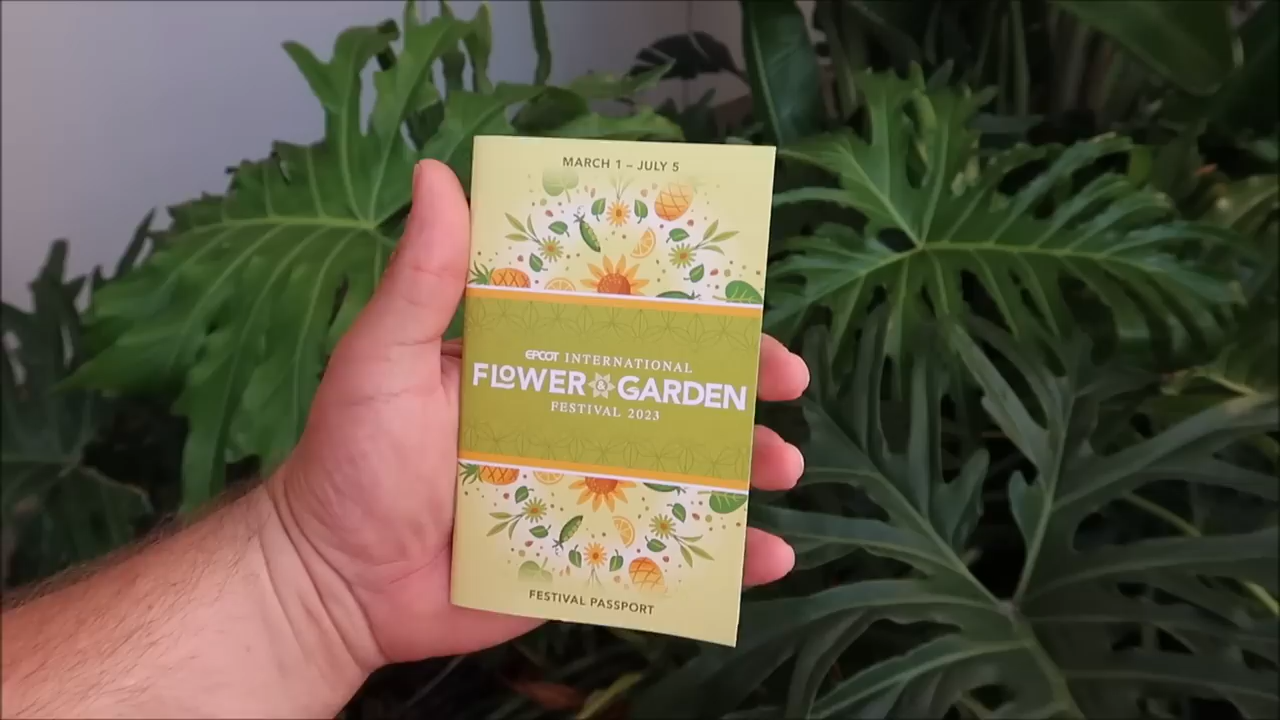 MARCH 1 – JULY 5
EPCOT INTERNATIONAL
FLOWER & GARDEN
FESTIVAL 2023
FESTIVAL PASSPORT